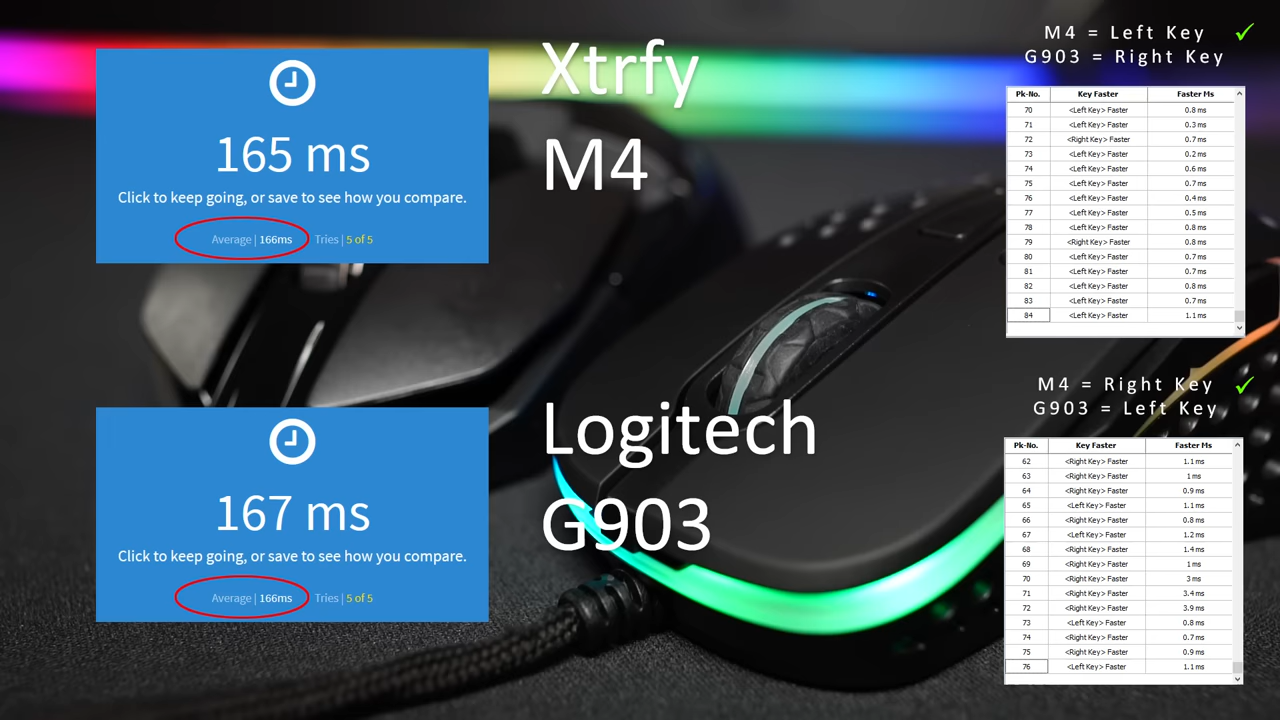 Xtrfy
M4
165 ms
Click to keep going, or save to see how you compare.
Average | 166ms Tries | 5 of 5
M4 = Left Key
G903 = Right Key
Pk-No. Key Faster Faster Ms
70 <Left Key> Faster 0.8 ms
71 <Left Key> Faster 0.3 ms
72 <Right Key> Faster 0.7 ms
73 <Left Key> Faster 0.2 ms
74 <Left Key> Faster 0.6 ms
75 <Left Key> Faster 0.7 ms
76 <Left Key> Faster 0.4 ms
77 <Left Key> Faster 0.5 ms
78 <Left Key> Faster 0.8 ms
79 <Right Key> Faster 0.8 ms
80 <Left Key> Faster 0.7 ms
81 <Left Key> Faster 0.7 ms
82 <Left Key> Faster 0.8 ms
83 <Left Key> Faster 0.7 ms
84 <Left Key> Faster 1.1 ms
Logitech
G903
167 ms
Click to keep going, or save to see how you compare.
Average | 166ms Tries | 5 of 5
M4 = Right Key
G903 = Left Key
Pk-No. Key Faster Faster Ms
62 <Right Key> Faster 1.1 ms
63 <Right Key> Faster 1 ms
64 <Right Key> Faster 0.9 ms
65 <Left Key> Faster 1.1 ms
66 <Right Key> Faster 0.8 ms
67 <Left Key> Faster 1.2 ms
68 <Right Key> Faster 1.4 ms
69 <Right Key> Faster 1 ms
70 <Right Key> Faster 3 ms
71 <Right Key> Faster 3.4 ms
72 <Right Key> Faster 3.9 ms
73 <Left Key> Faster 0.8 ms
74 <Right Key> Faster 0.7 ms
75 <Right Key> Faster 0.9 ms
76 <Left Key> Faster 1.1 ms